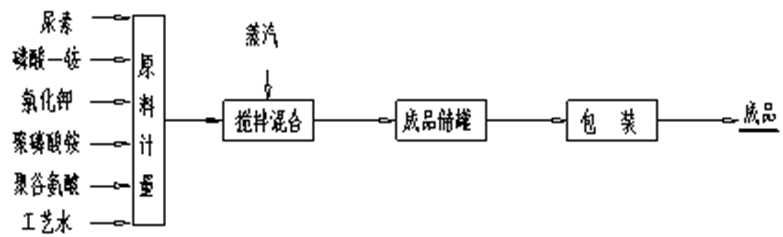 尿素
磷酸一铵
氯化钾
聚磷酸铵
聚谷氨酸
工艺水
原料计量
蒸汽
搅拌混合
成品储罐
包装
成品